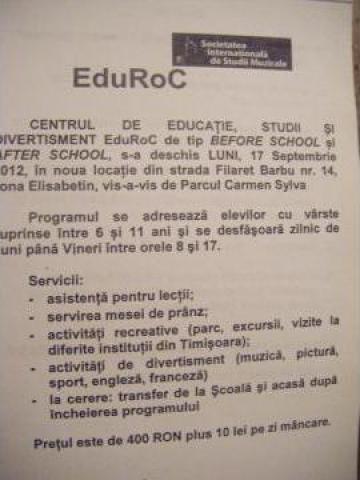 Societatea
Internațională
de Studii Muzicale
EduRoC
CENTRUL DE EDUCAȚIE, STUDII ȘI
DIVERTISMENT EduRoC de tip BEFORE SCHOOL și
AFTER SCHOOL, s-a deschis LUNI, 17 Septembrie
2012, în noua locație din strada Filaret Barbu nr. 14,
ona Elisabetin, vis-a-vis de Parcul Carmen Sylva
Programul se adresează elevilor cu vârste
cuprinse între 6 și 11 ani și se desfășoară zilnic de
Luni până Vineri între orele 8 și 17.
Servicii:
- asistență pentru lecții;
- servirea mesei de prânz;
- activități recreative (parc, excursii, vizite la
diferite instituții din Timișoara);
- activități de divertisment (muzică, pictură,
sport, engleză, franceză)
- la cerere: transfer de la Școală și acasă după
încheierea programului
Prețul este de 400 RON plus 10 lei pe zi mâncare.